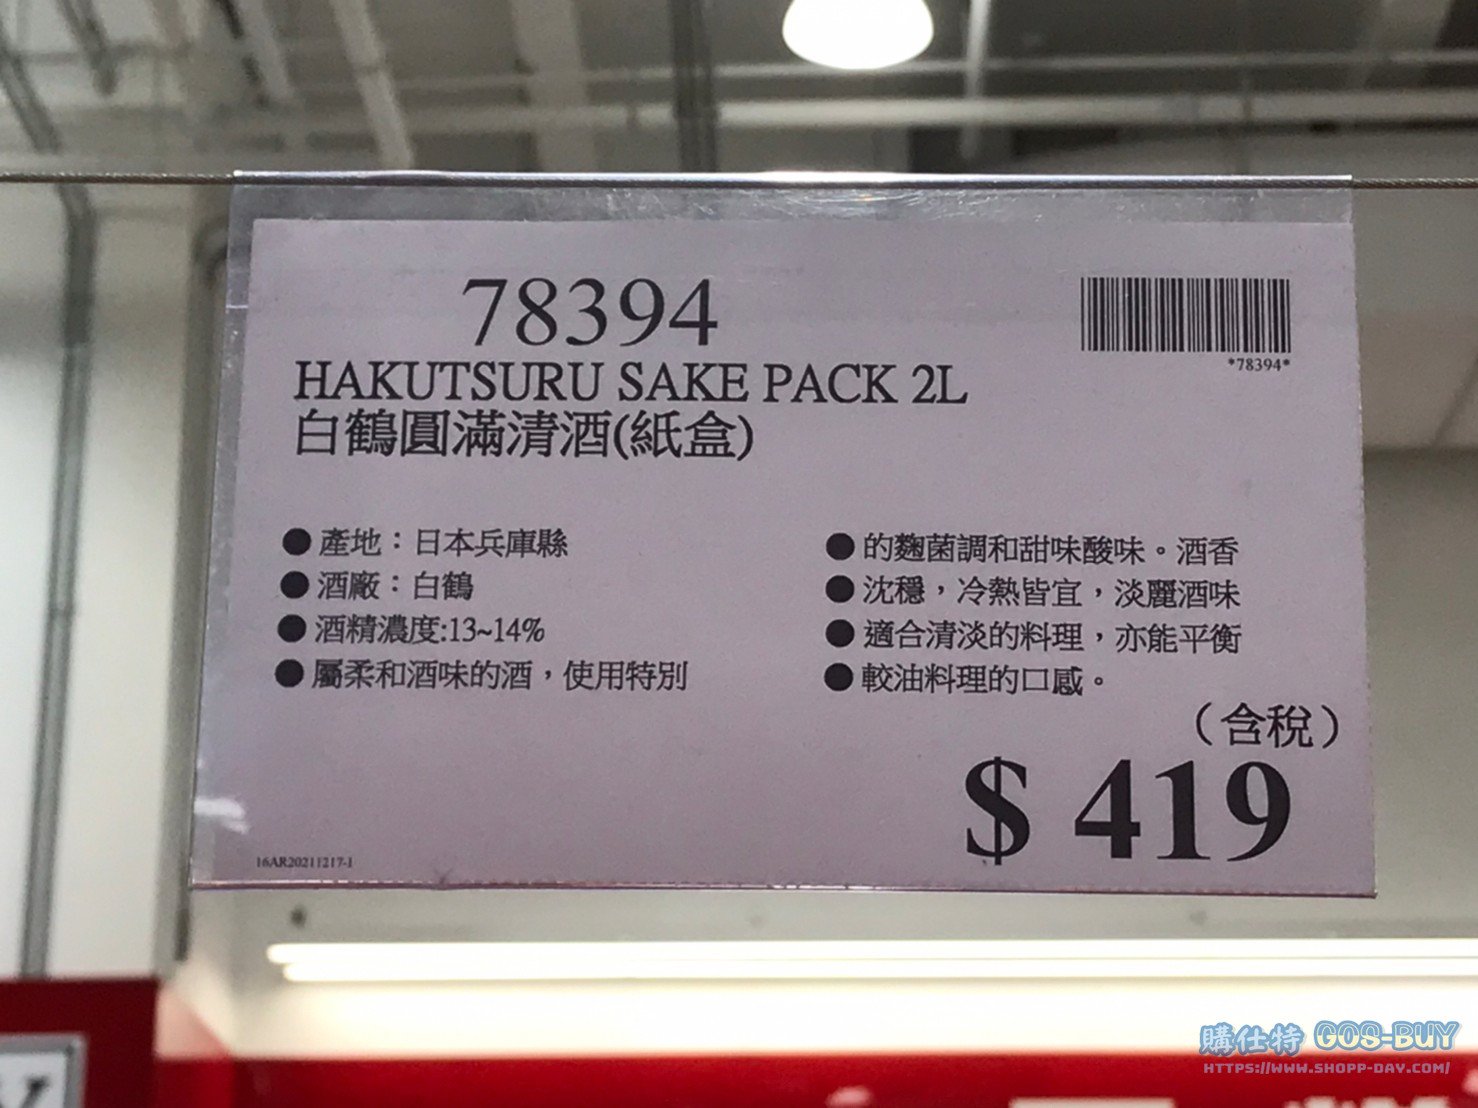 78394
*78394*
HAKUTSURU SAKE PACK 2L
白鶴圓滿清酒(紙盒)
●產地：日本兵庫縣
●酒廠：白鶴
●酒精濃度:13~14%
●屬柔和酒味的酒，使用特別
●的麴菌調和甜味酸味。酒香
●沈穩，冷熱皆宜，淡麗酒味
●適合清淡的料理，亦能平衡
●較油料理的口感。
（含稅）
$ 419
16AR20211217-1
購仕特 GOS-BUY
HTTPS://WWW.SHOPP-DAY.COM/